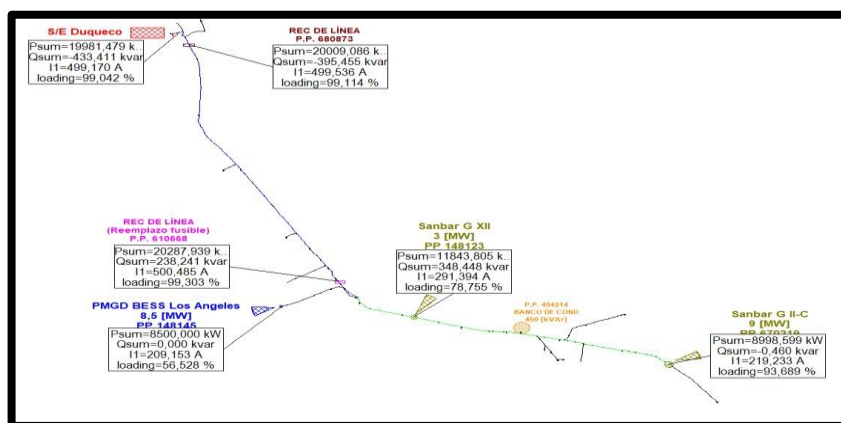 S/E Duqueco
Psum=19981,479 k..
Qsum=-433,411 kvar
I1=499,170 A
loading=99,042 %
REC DE LÍNEA
P.P. 680873
Psum=20009,086 k..
Qsum=-395,455 kvar
I1=499,536 A
loading=99,114 %
REC DE LÍNEA
(Reemplazo fusible)
P.P. 610668
Psum=20287,939 k..
Qsum=238,241 kvar
I1=500,485 A
loading=99,303 %
Sanbar G XII
3 [MW]
PP 148123
Psum=11843,805 k..
Qsum=348,448 kvar
I1=291,394 A
loading=78,755 %
PMGD BESS Los Angeles
8,5 [MW]
PP 148145
Psum=8500,000 kW
Qsum=0,000 kvar
I1=209,153 A
loading=56,528 %
P.P. 494214
BANCO DE COND
450 [kVAr]
Sanbar G II-C
9 [MW]
PP 670219
Psum=8998,599 kW
Qsum=-0,460 kvar
I1=219,233 A
loading=93,689 %